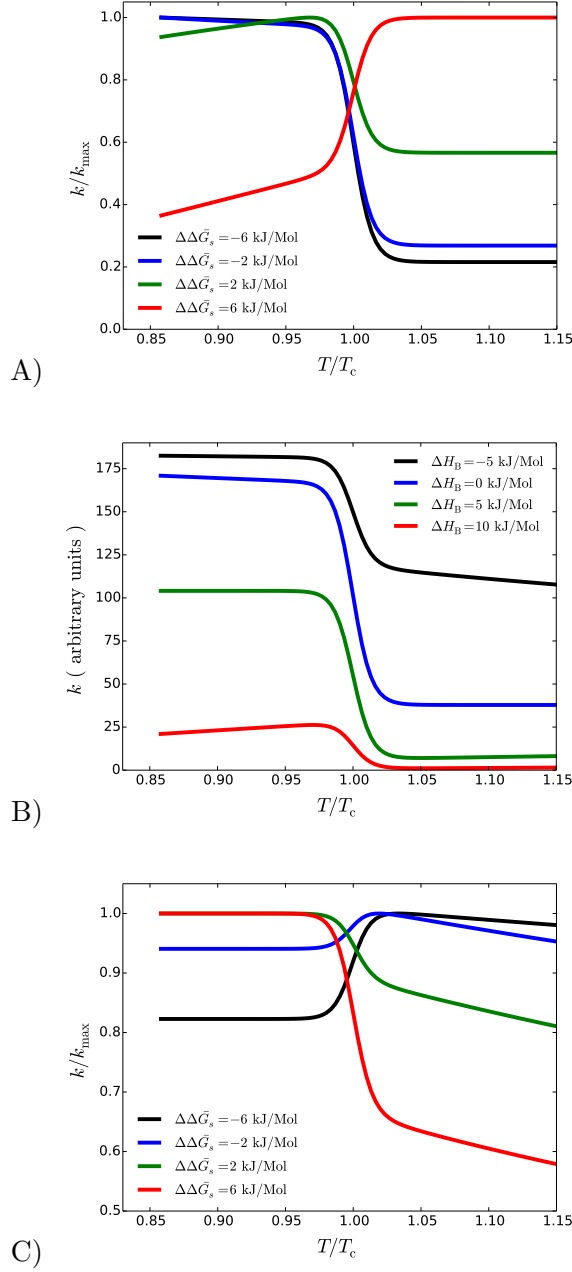 1.0
0.8
0.6
0.4
0.2
0.0
k/k_max
ΔΔḠ_s=−6 kJ/Mol
ΔΔḠ_s=−2 kJ/Mol
ΔΔḠ_s=2 kJ/Mol
ΔΔḠ_s=6 kJ/Mol
0.85 0.90 0.95 1.00 1.05 1.10 1.15
T/T_c
A)
175
150
125
100
75
50
25
0
k ( arbitrary units )
ΔH_B=−5 kJ/Mol
ΔH_B=0 kJ/Mol
ΔH_B=5 kJ/Mol
ΔH_B=10 kJ/Mol
0.85 0.90 0.95 1.00 1.05 1.10 1.15
T/T_c
B)
1.0
0.9
0.8
0.7
0.6
0.5
k/k_max
ΔΔḠ_s=−6 kJ/Mol
ΔΔḠ_s=−2 kJ/Mol
ΔΔḠ_s=2 kJ/Mol
ΔΔḠ_s=6 kJ/Mol
0.85 0.90 0.95 1.00 1.05 1.10 1.15
T/T_c
C)